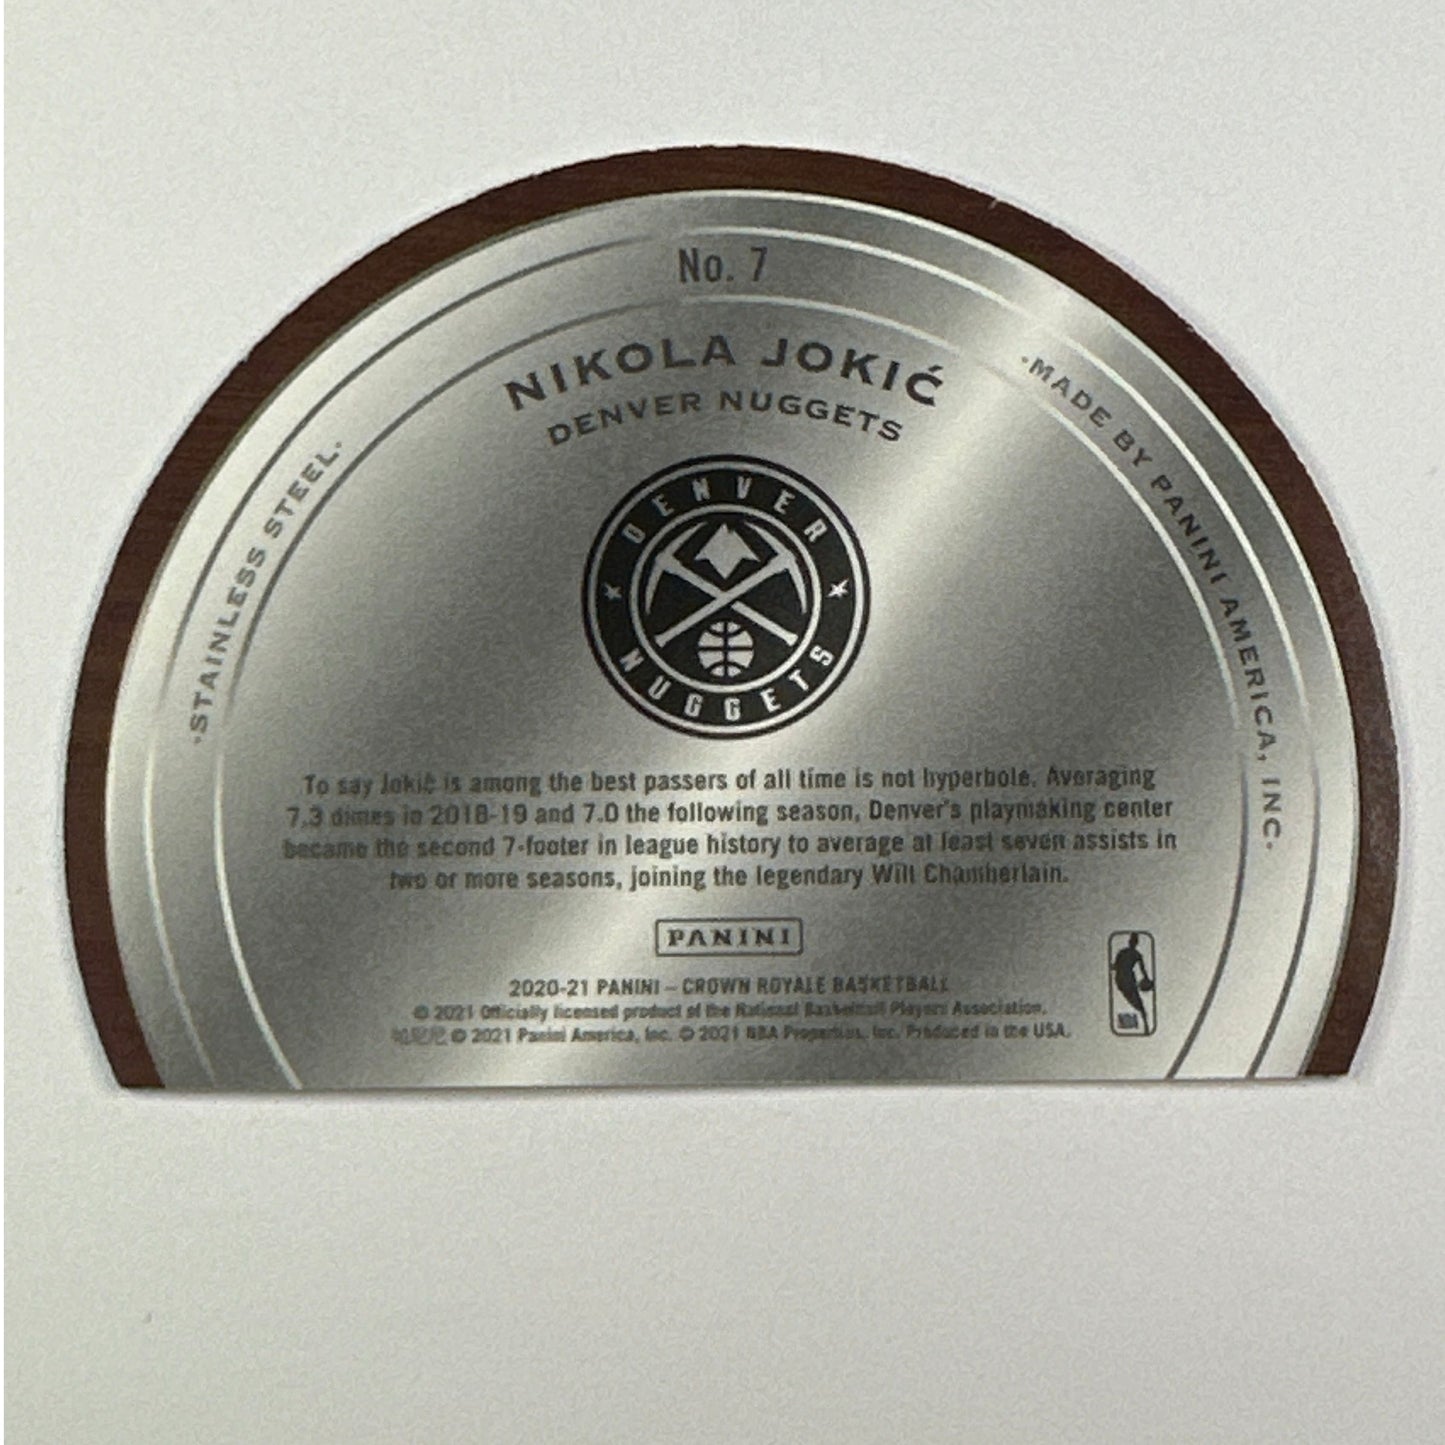 No. 7
NIKOLA JOKIĆ
DENVER NUGGETS
·STAINLESS STEEL·
·MADE BY PANINI AMERICA, INC·
DENVER
NUGGETS
To say Jokić is among the best passers of all time is not hyperbole. Averaging
7.3 dimes in 2018-19 and 7.0 the following season, Denver's playmaking center
became the second 7-footer in league history to average at least seven assists in
two or more seasons, joining the legendary Wilt Chamberlain.
PANINI
2020-21 PANINI – CROWN ROYALE BASKETBALL
© 2021 Officially licensed product of the National Basketball Players Association.
© 2021 Panini America, Inc. © 2021 NBA Properties, Inc. Produced in the USA.
NBA